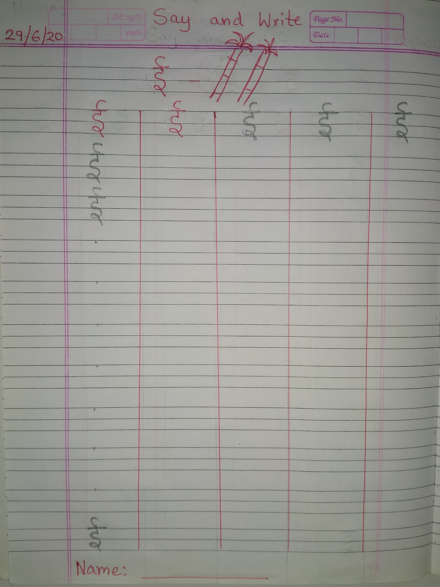 Say and Write
Page No.
Date
29/6/20
ई -
ई ई ई ई ई
ई
ई
ई
Name: